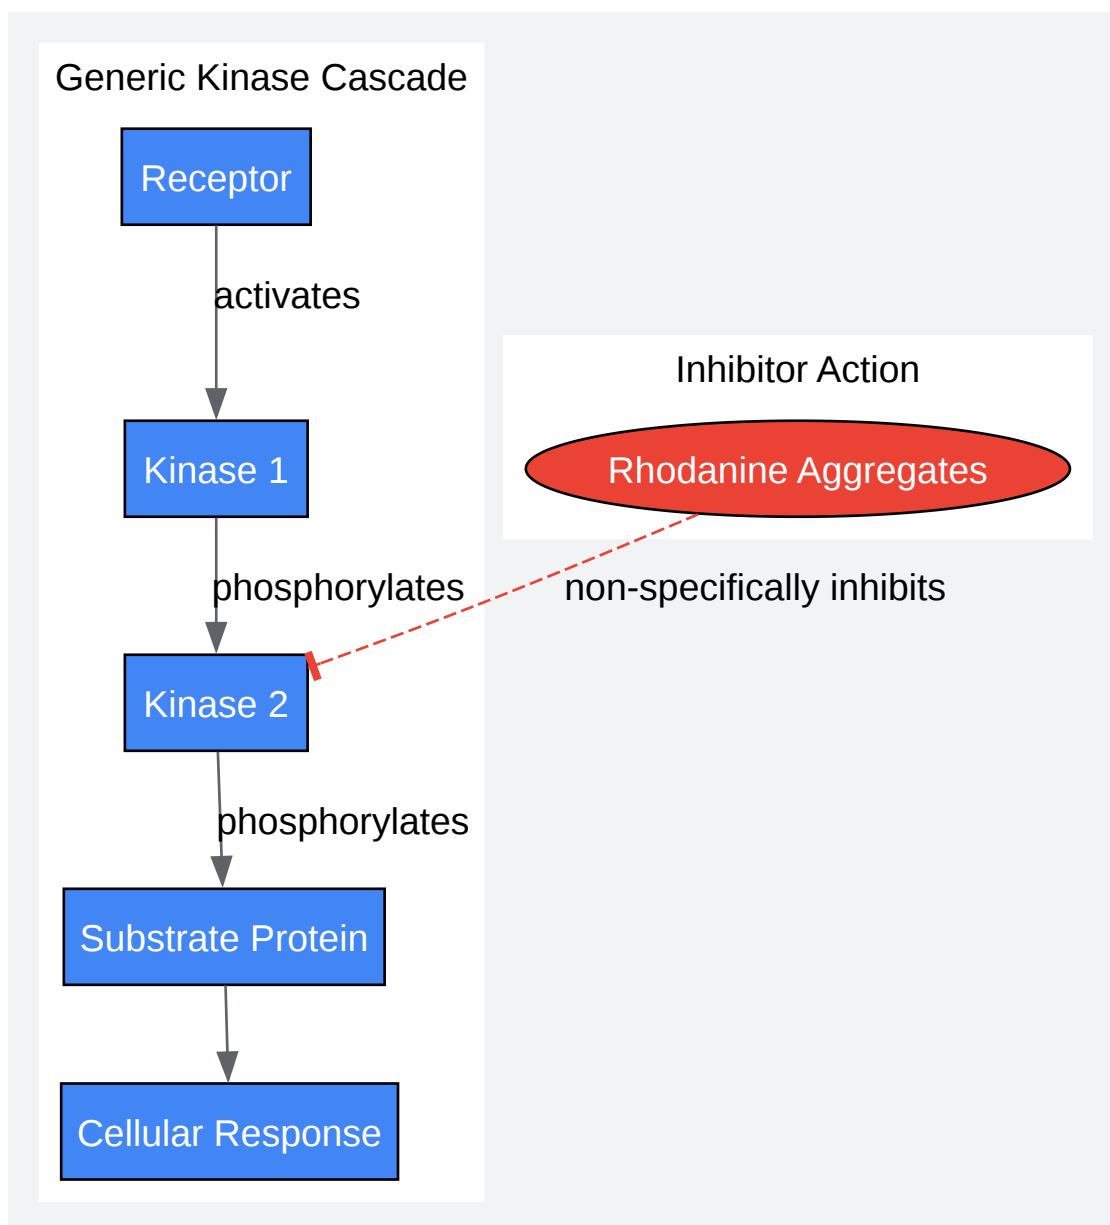 Generic Kinase Cascade
Receptor
activates
Inhibitor Action
Rhodanine Aggregates
Kinase 1
phosphorylates
non-specifically inhibits
Kinase 2
phosphorylates
Substrate Protein
Cellular Response